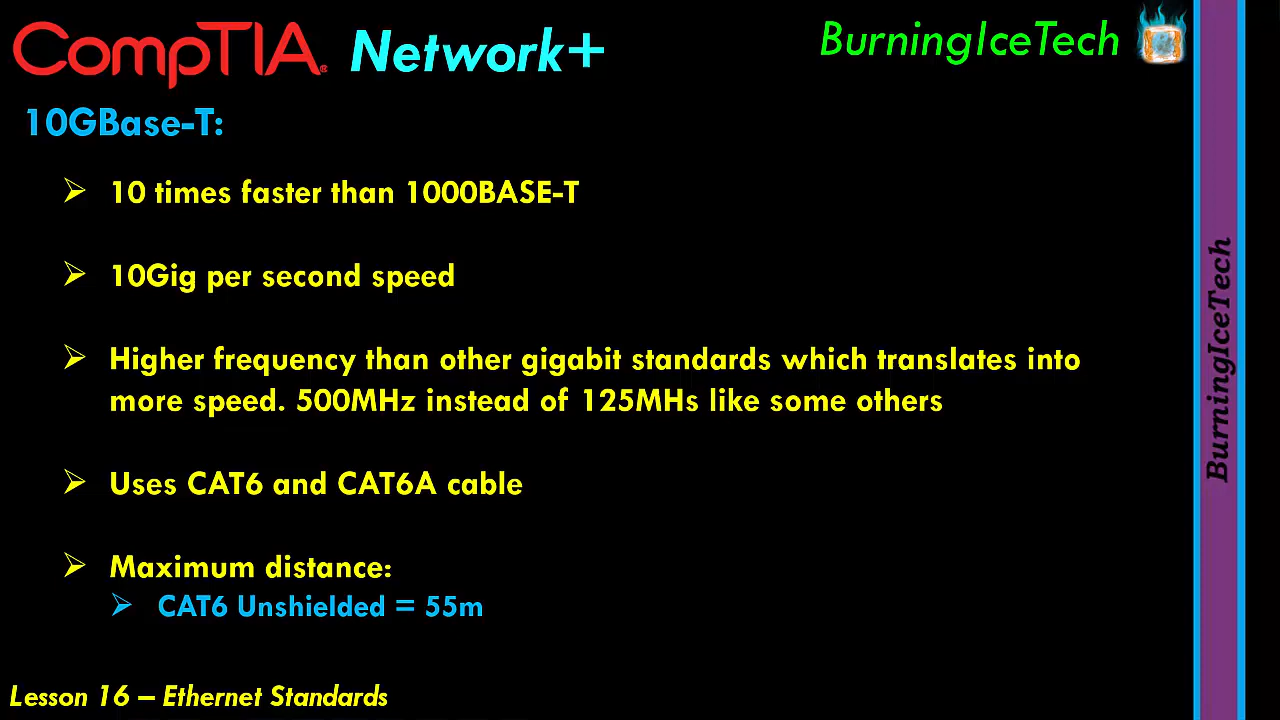 CompTIA® Network+
BurningIceTech
10GBase-T:
10 times faster than 1000BASE-T
10Gig per second speed
Higher frequency than other gigabit standards which translates into
more speed. 500MHz instead of 125MHs like some others
Uses CAT6 and CAT6A cable
Maximum distance:
CAT6 Unshielded = 55m
Lesson 16 – Ethernet Standards
BurningIceTech